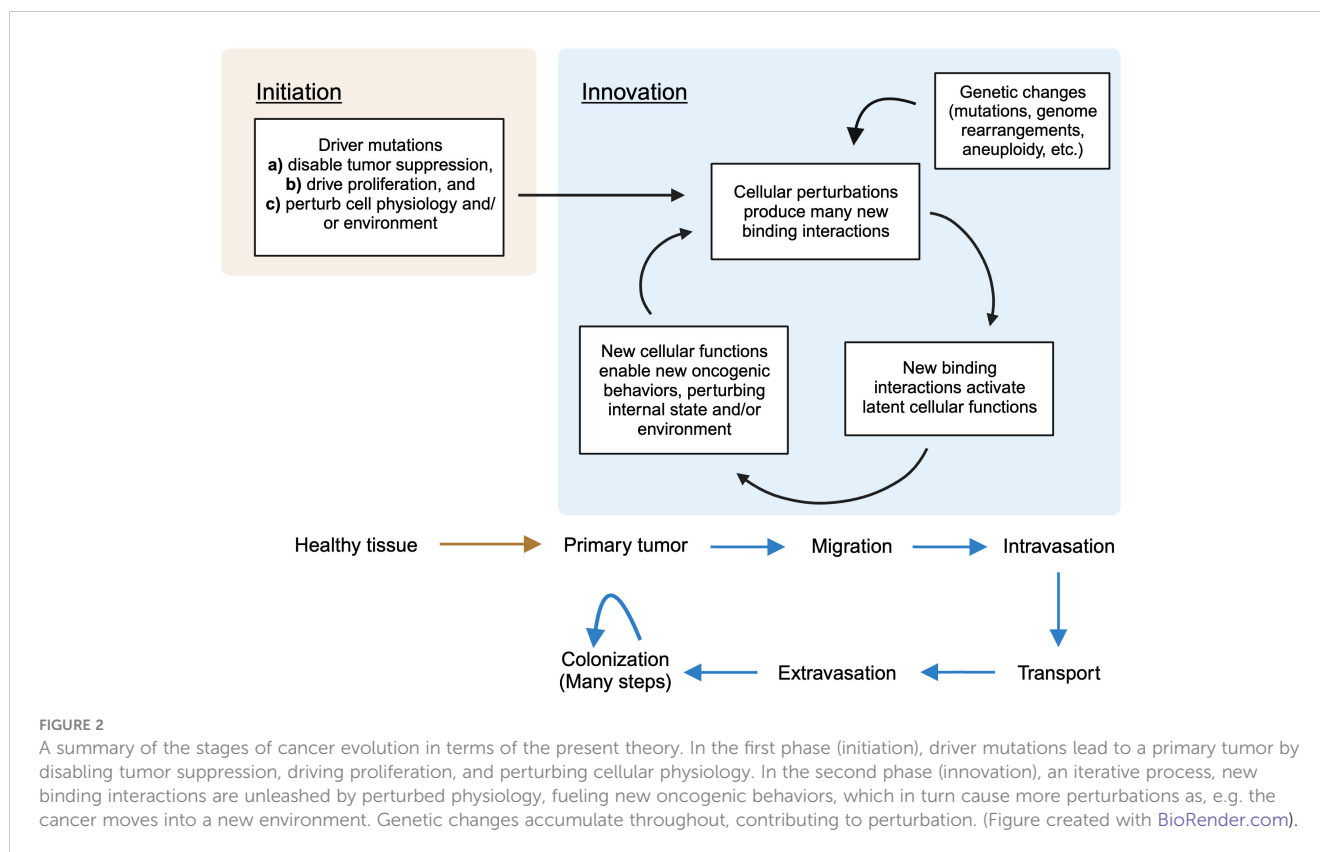 Initiation
Driver mutations
a) disable tumor suppression,
b) drive proliferation, and
c) perturb cell physiology and/
or environment
Innovation
Genetic changes
(mutations, genome
rearrangements,
aneuploidy, etc.)
Cellular perturbations
produce many new
binding interactions
New cellular functions
enable new oncogenic
behaviors, perturbing
internal state and/or
environment
New binding
interactions activate
latent cellular functions
Healthy tissue
Primary tumor
Migration
Intravasation
Transport
Extravasation
Colonization
(Many steps)
FIGURE 2
A summary of the stages of cancer evolution in terms of the present theory. In the first phase (initiation), driver mutations lead to a primary tumor by
disabling tumor suppression, driving proliferation, and perturbing cellular physiology. In the second phase (innovation), an iterative process, new
binding interactions are unleashed by perturbed physiology, fueling new oncogenic behaviors, which in turn cause more perturbations as, e.g. the
cancer moves into a new environment. Genetic changes accumulate throughout, contributing to perturbation. (Figure created with BioRender.com).